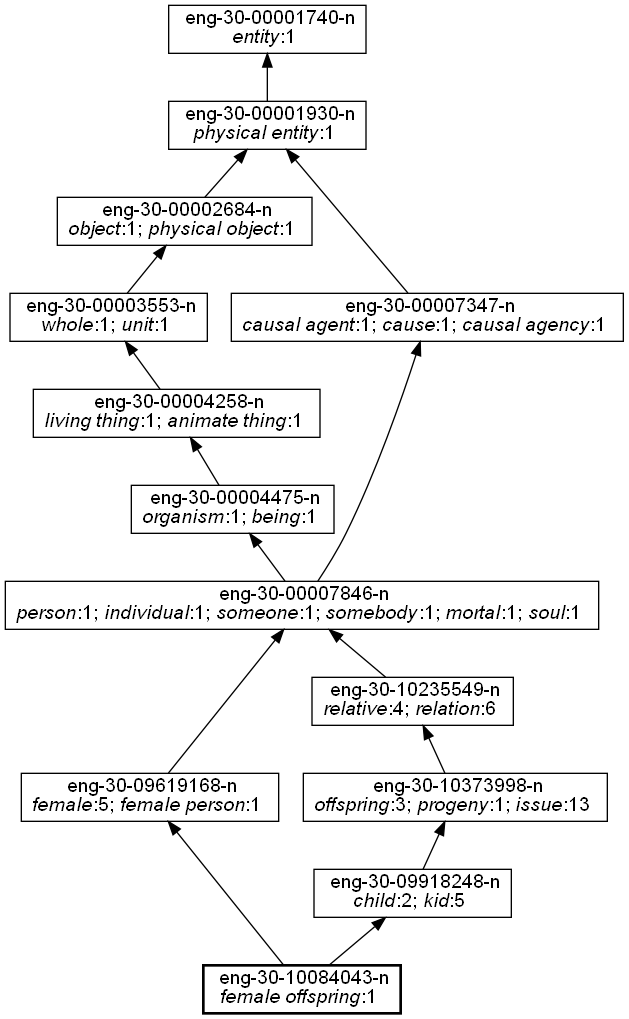 eng-30-00001740-n
entity:1
eng-30-00001930-n
physical entity:1
eng-30-00002684-n
object:1; physical object:1
eng-30-00003553-n
whole:1; unit:1
eng-30-00007347-n
causal agent:1; cause:1; causal agency:1
eng-30-00004258-n
living thing:1; animate thing:1
eng-30-00004475-n
organism:1; being:1
eng-30-00007846-n
person:1; individual:1; someone:1; somebody:1; mortal:1; soul:1
eng-30-10235549-n
relative:4; relation:6
eng-30-09619168-n
female:5; female person:1
eng-30-10373998-n
offspring:3; progeny:1; issue:13
eng-30-09918248-n
child:2; kid:5
eng-30-10084043-n
female offspring:1